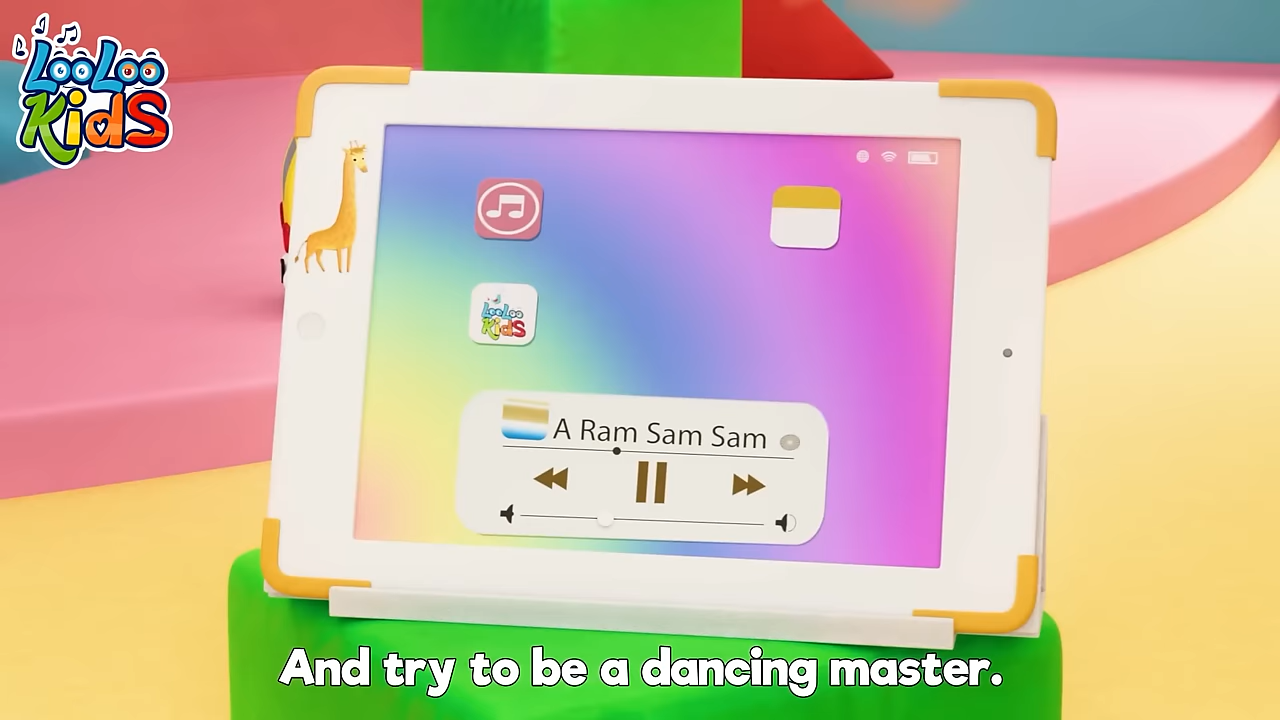 LooLoo
KidS
LooLoo
KidS
A Ram Sam Sam
And try to be a dancing master.